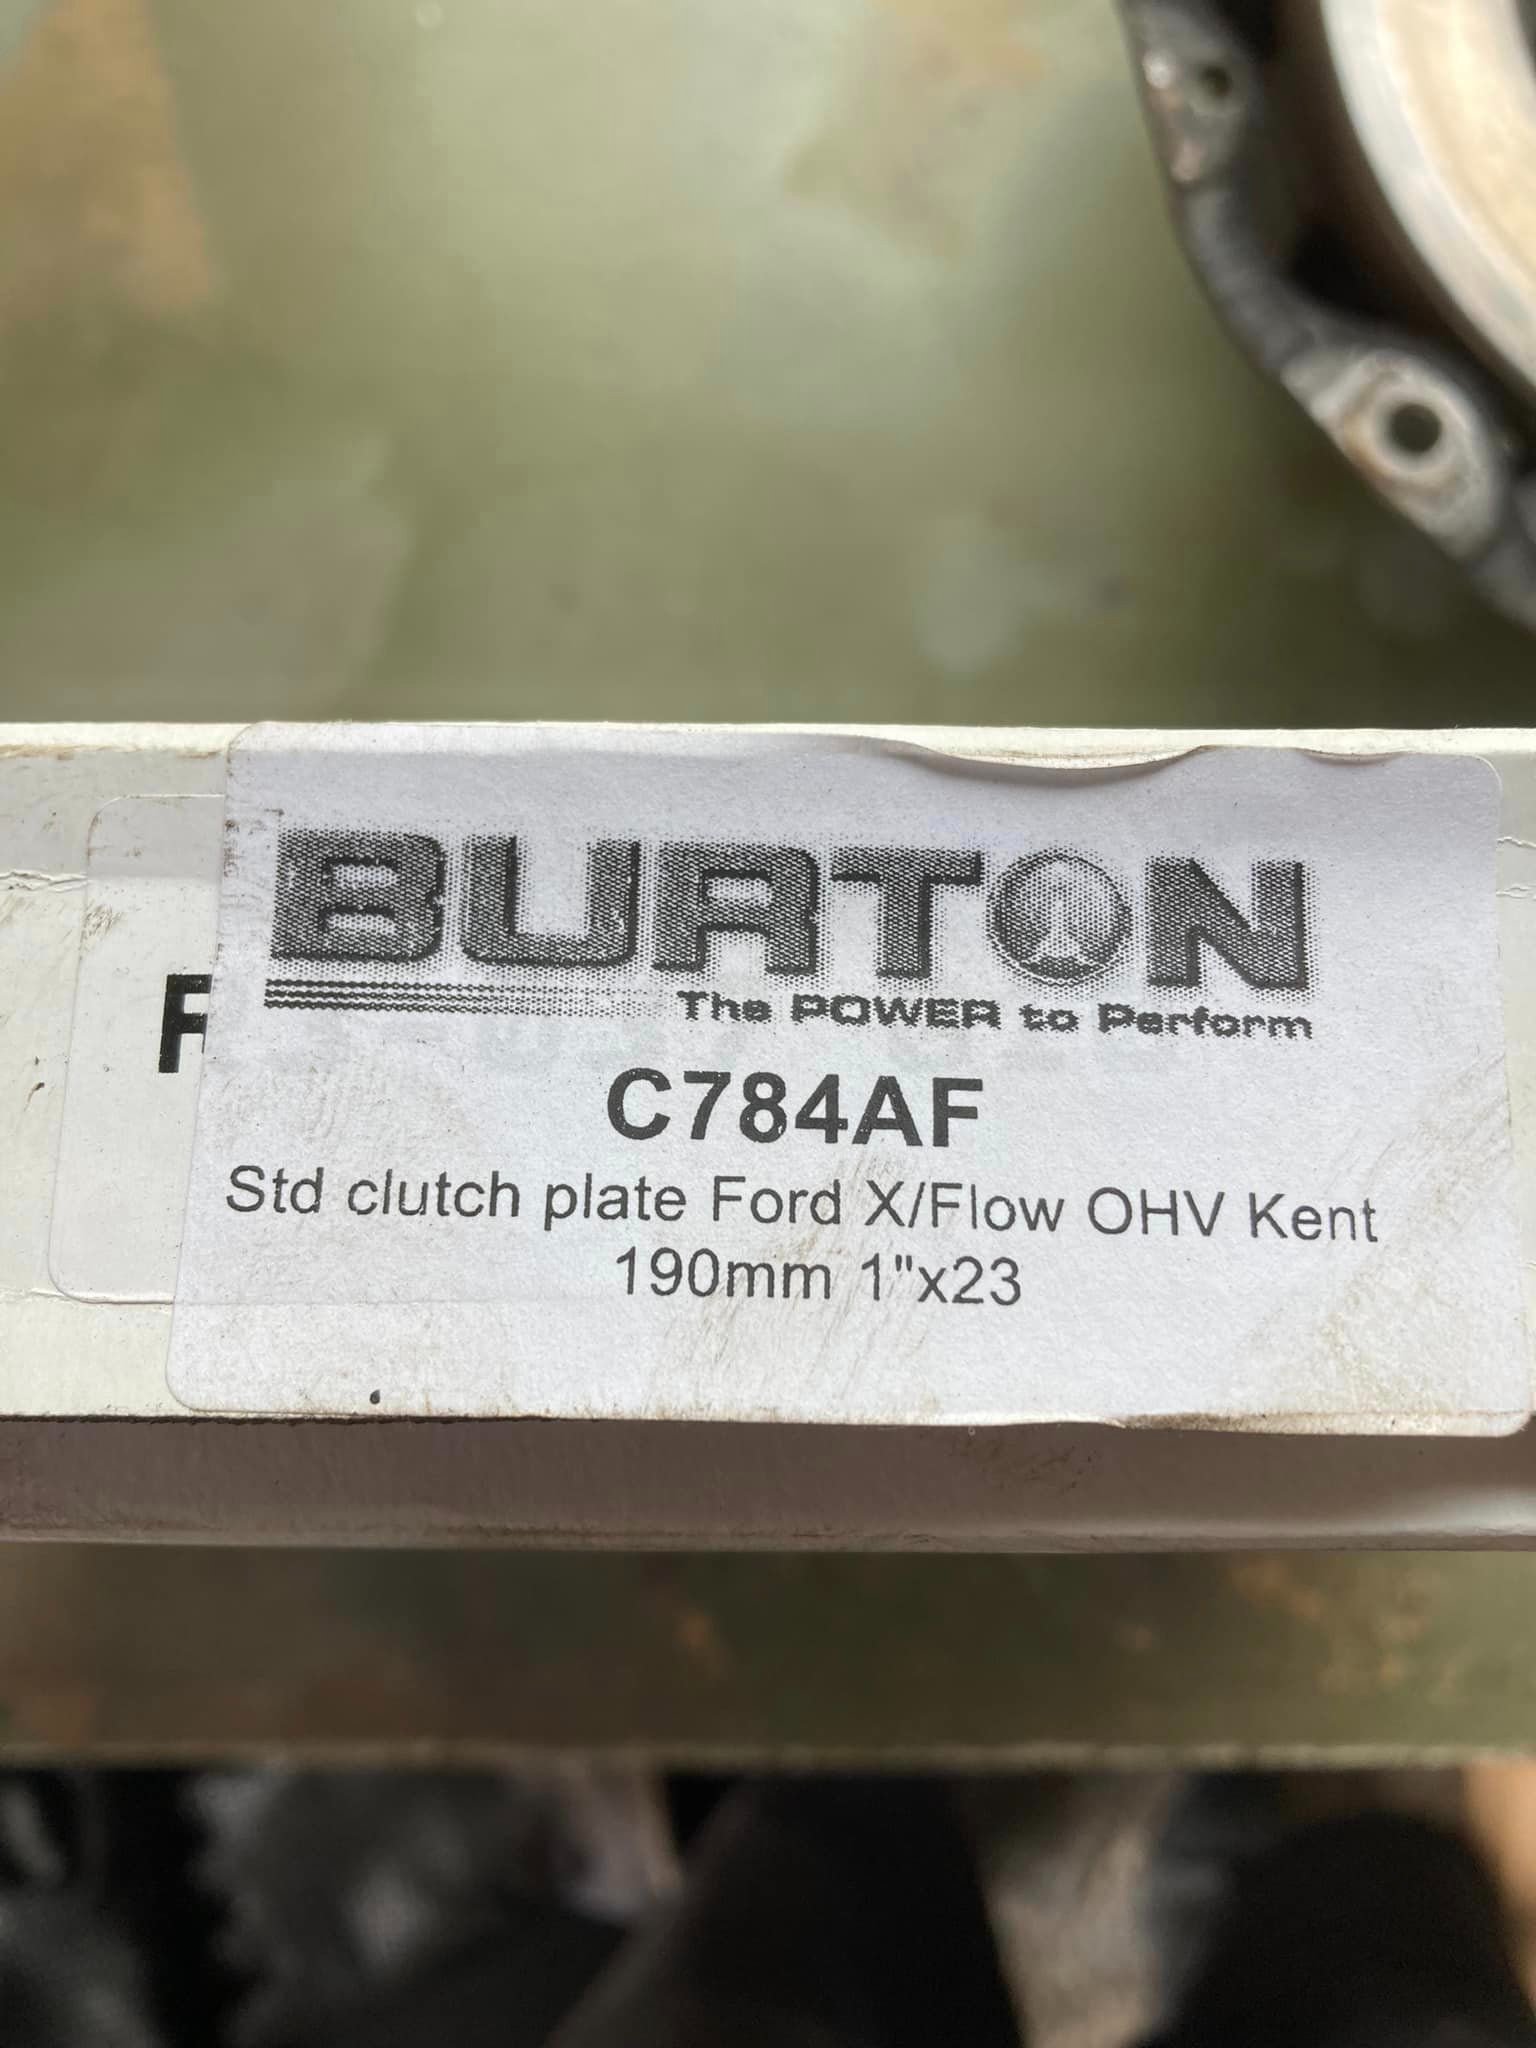 BURTON
The POWER to Perform
C784AF
Std clutch plate Ford X/Flow OHV Kent
190mm 1"x23